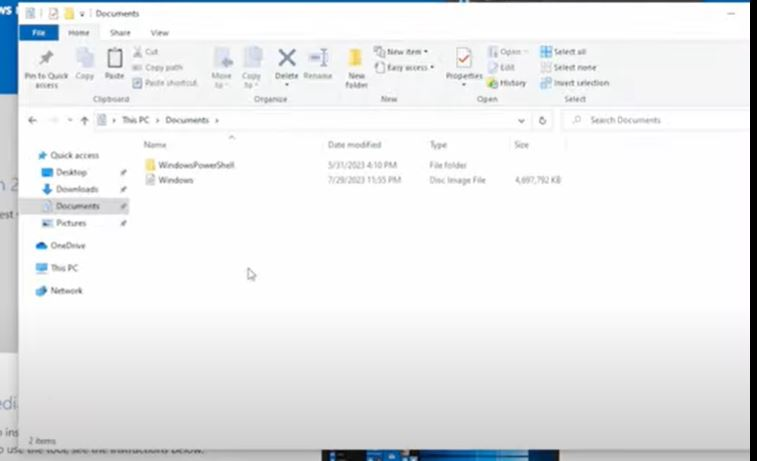 Documents
File Home Share View
Pin to Quick access
Copy
Paste
Cut
Copy path
Paste shortcut
Clipboard
Move to
Copy to
Delete
Rename
Organize
New folder
New item
Easy access
New
Properties
Open
Edit
History
Open
Select all
Select none
Invert selection
Select
This PC > Documents >
Search Documents
Name Date modified Type Size
WindowsPowerShell 5/31/2023 4:10 PM File folder
Windows 7/29/2023 11:55 PM Disc Image File 4,697,792 KB
Quick access
Desktop
Downloads
Documents
Pictures
OneDrive
This PC
Network
2 items
to use the tool, see the instructions below.